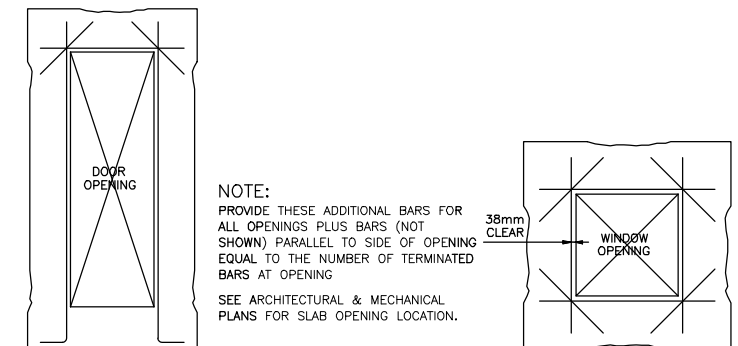 DOOR
OPENING
NOTE:
PROVIDE THESE ADDITIONAL BARS FOR
ALL OPENINGS PLUS BARS (NOT
SHOWN) PARALLEL TO SIDE OF OPENING
EQUAL TO THE NUMBER OF TERMINATED
BARS AT OPENING
SEE ARCHITECTURAL & MECHANICAL
PLANS FOR SLAB OPENING LOCATION.
38mm
CLEAR
WINDOW
OPENING